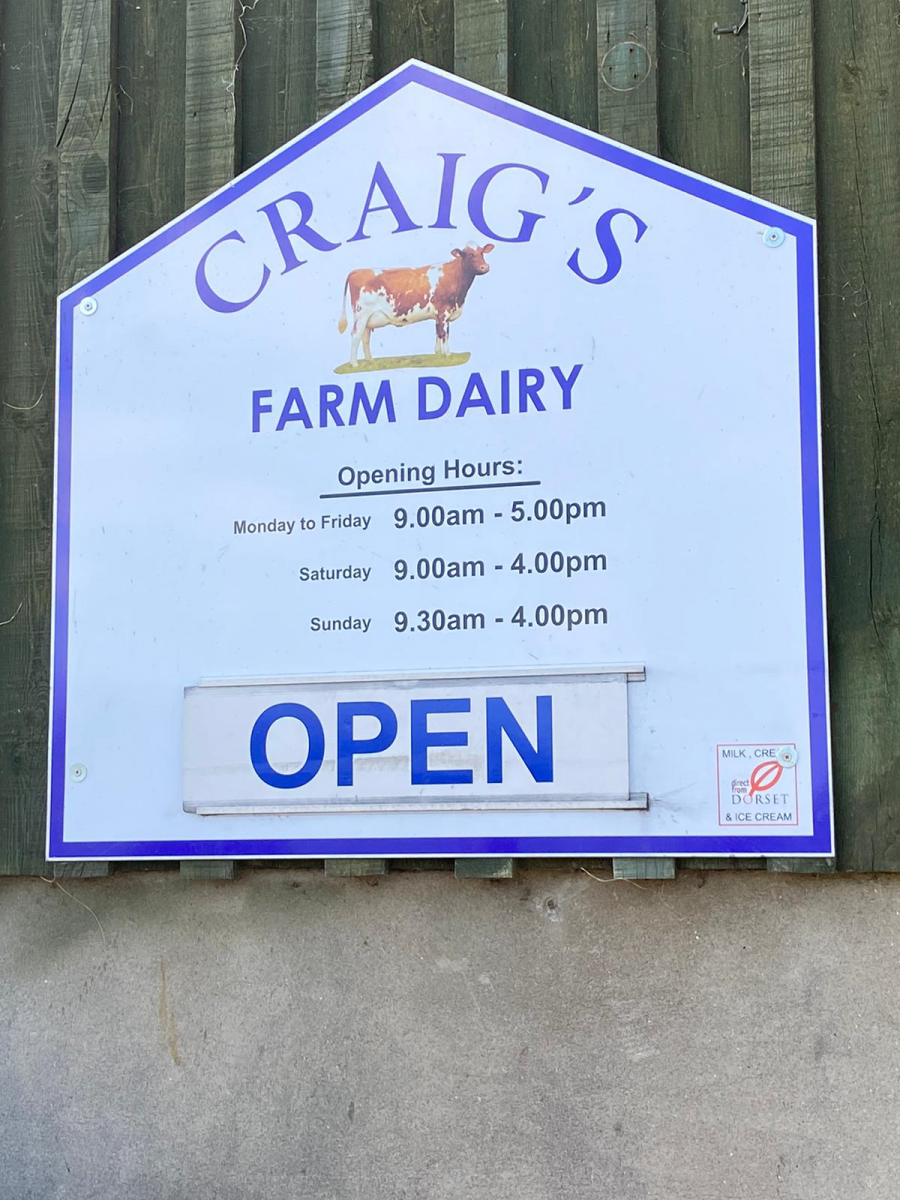 CRAIG'S
FARM DAIRY
Opening Hours:
Monday to Friday 9.00am - 5.00pm
Saturday 9.00am - 4.00pm
Sunday 9.30am - 4.00pm
OPEN
MILK, CRE
direct
from
DORSET
& ICE CREAM